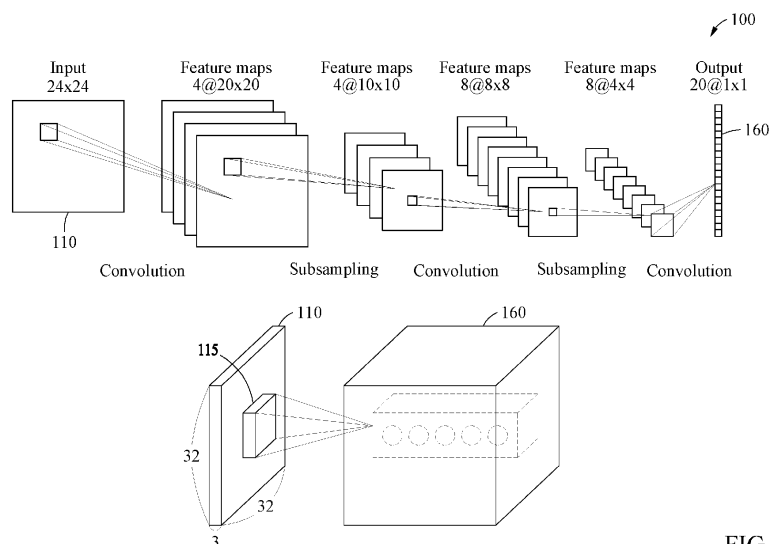 100
Input
24x24
Feature maps
4@20x20
Feature maps
4@10x10
Feature maps
8@8x8
Feature maps
8@4x4
Output
20@1x1
160
110
Convolution
Subsampling
Convolution
Subsampling
Convolution
110
160
115
32
32
3
FIG